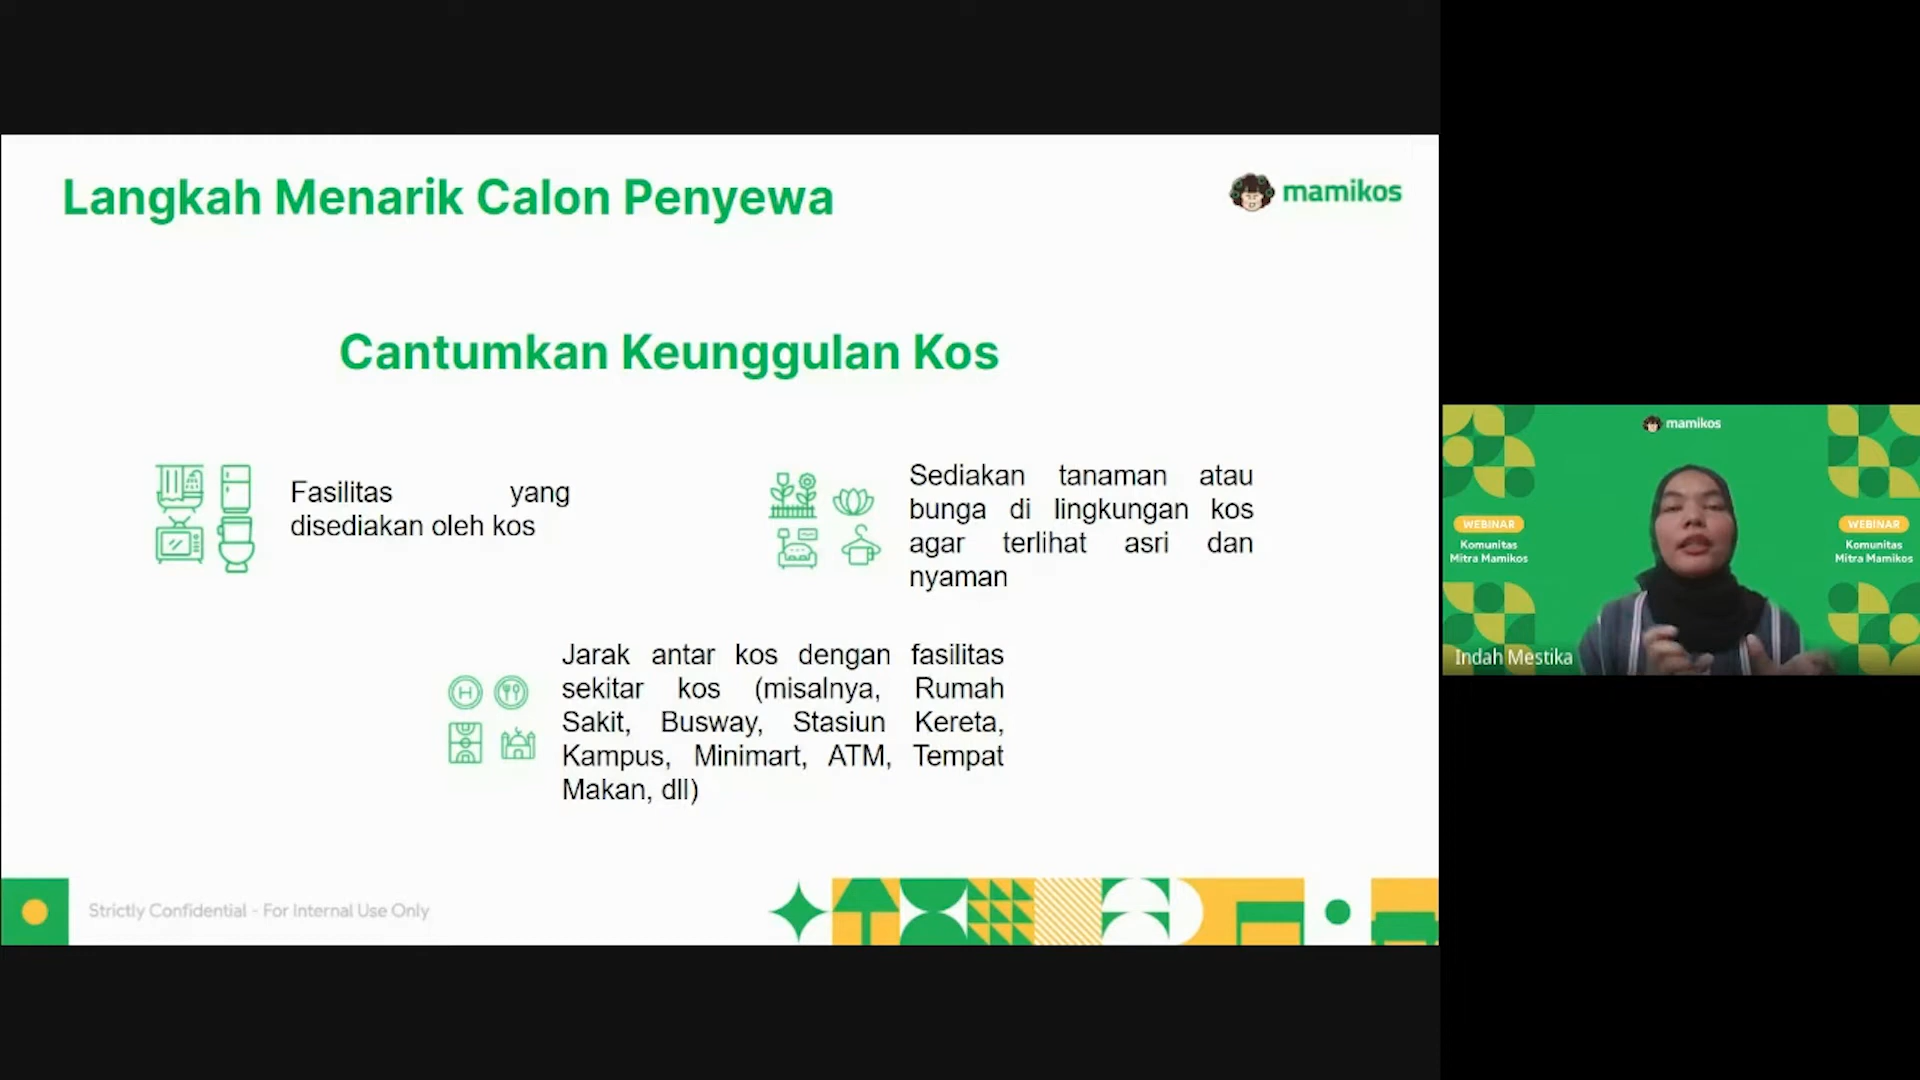 Langkah Menarik Calon Penyewa
mamikos
Cantumkan Keunggulan Kos
Fasilitas yang
disediakan oleh kos
Sediakan tanaman atau
bunga di lingkungan kos
agar terlihat asri dan
nyaman
Jarak antar kos dengan fasilitas
sekitar kos (misalnya, Rumah
Sakit, Busway, Stasiun Kereta,
Kampus, Minimart, ATM, Tempat
Makan, dll)
Strictly Confidential - For Internal Use Only
mamikos
WEBINAR
Komunitas
Mitra Mamikos
WEBINAR
Komunitas
Mitra Mamikos
Indah Mestika